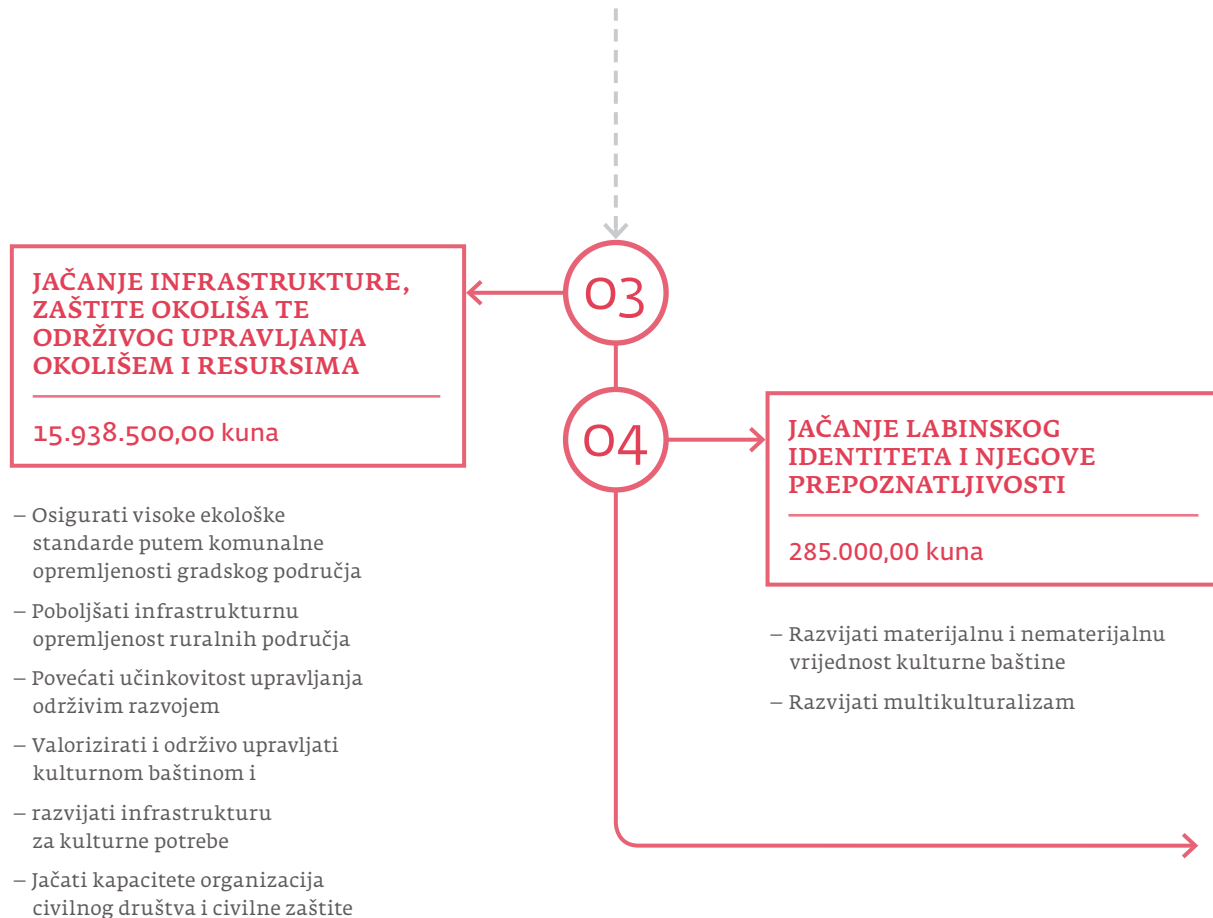 03
JAČANJE INFRASTRUKTURE,
ZAŠTITE OKOLIŠA TE
ODRŽIVOG UPRAVLJANJA
OKOLIŠEM I RESURSIMA
15.938.500,00 kuna
– Osigurati visoke ekološke
standarde putem komunalne
opremljenosti gradskog područja
– Poboljšati infrastrukturnu
opremljenost ruralnih područja
– Povećati učinkovitost upravljanja
održivim razvojem
– Valorizirati i održivo upravljati
kulturnom baštinom i
– razvijati infrastrukturu
za kulturne potrebe
– Jačati kapacitete organizacija
civilnog društva i civilne zaštite
04
JAČANJE LABINSKOG
IDENTITETA I NJEGOVE
PREPOZNATLJIVOSTI
285.000,00 kuna
– Razvijati materijalnu i nematerijalnu
vrijednost kulturne baštine
– Razvijati multikulturalizam